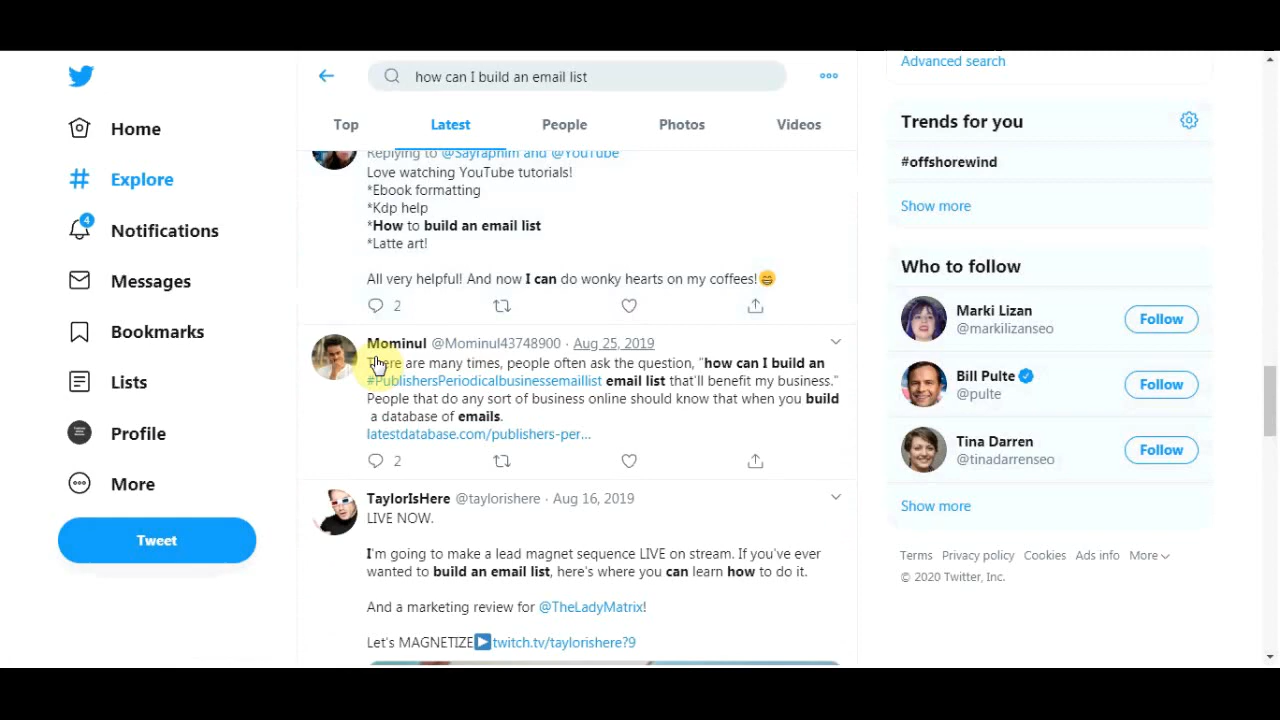 how can I build an email list
Top
Latest
People
Photos
Videos
Home
Explore
4
Notifications
Messages
Bookmarks
Lists
Profile
More
Tweet
Replying to @Sayraphim and @YouTube
Love watching YouTube tutorials!
*Ebook formatting
*Kdp help
*How to build an email list
*Latte art!
All very helpful! And now I can do wonky hearts on my coffees!😄
2
Mominul @Mominul43748900 · Aug 25, 2019
There are many times, people often ask the question, "how can I build an
#PublishersPeriodicalbusinessemaillist email list that'll benefit my business."
People that do any sort of business online should know that when you build
a database of emails.
latestdatabase.com/publishers-per...
2
TaylorIsHere @taylorishere · Aug 16, 2019
LIVE NOW.
I'm going to make a lead magnet sequence LIVE on stream. If you've ever
wanted to build an email list, here's where you can learn how to do it.
And a marketing review for @TheLadyMatrix!
Let's MAGNETIZE▶twitch.tv/taylorishere?9
Advanced search
Trends for you
#offshorewind
Show more
Who to follow
Marki Lizan
@markilizanseo
Follow
Bill Pulte
@pulte
Follow
Tina Darren
@tinadarrenseo
Follow
Show more
Terms Privacy policy Cookies Ads info More
© 2020 Twitter, Inc.